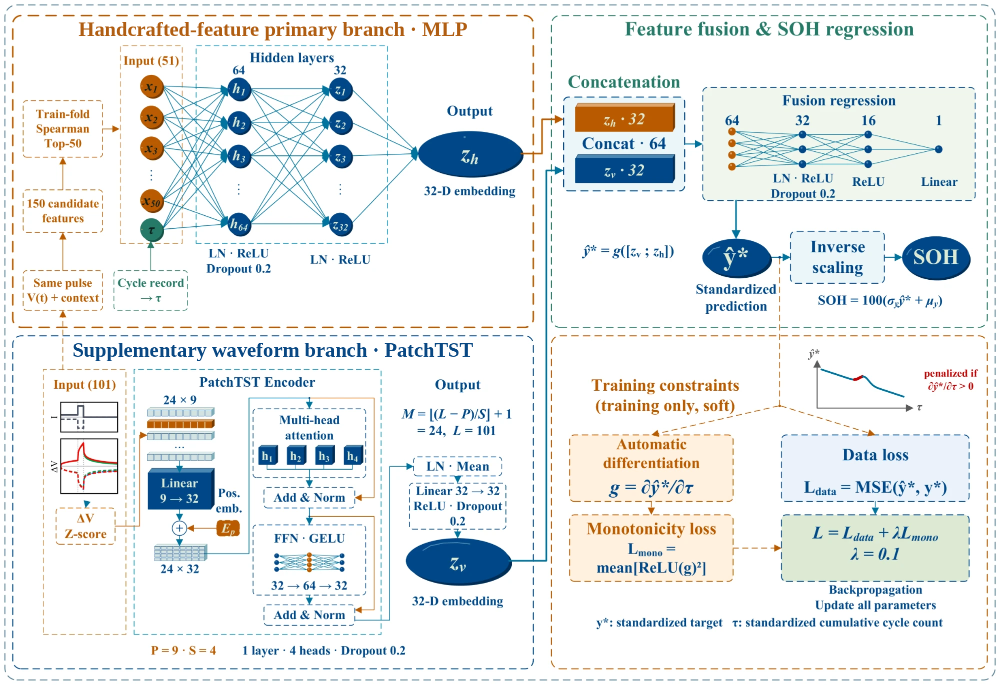 Handcrafted-feature primary branch · MLP
Input (51)
Hidden layers
64
32
x1
x2
x3
⋮
x50
τ
h1
h2
h3
⋮
h64
z1
z2
z3
⋮
z32
Train-fold
Spearman
Top-50
150 candidate
features
Same pulse
V(t) + context
Cycle record
→ τ
LN · ReLU
Dropout 0.2
LN · ReLU
Output
zh
32-D embedding
Feature fusion & SOH regression
Concatenation
zh · 32
Concat · 64
zv · 32
Fusion regression
64
32
16
1
LN · ReLU
Dropout 0.2
ReLU
Linear
ŷ* = g([zv ; zh])
ŷ*
Standardized
prediction
Inverse
scaling
SOH
SOH = 100(σyŷ* + μy)
Supplementary waveform branch · PatchTST
Input (101)
I
ΔV
ΔV
Z-score
PatchTST Encoder
24 × 9
...
Linear
9 → 32
Pos.
emb.
+
Ep
24 × 32
Multi-head
attention
h1
h2
h3
h4
Add & Norm
FFN · GELU
32 → 64 → 32
Add & Norm
P = 9 · S = 4
1 layer · 4 heads · Dropout 0.2
Output
M = ⌊(L − P)/S⌋ + 1
= 24, L = 101
LN · Mean
Linear 32 → 32
ReLU · Dropout
0.2
zv
32-D embedding
Training constraints
(training only, soft)
ŷ*
τ
penalized if
∂ŷ*/∂τ > 0
Automatic
differentiation
g = ∂ŷ*/∂τ
Data loss
Ldata = MSE(ŷ*, y*)
Monotonicity loss
Lmono =
mean[ReLU(g)²]
L = Ldata + λLmono
λ = 0.1
Backpropagation
Update all parameters
y*: standardized target τ: standardized cumulative cycle count